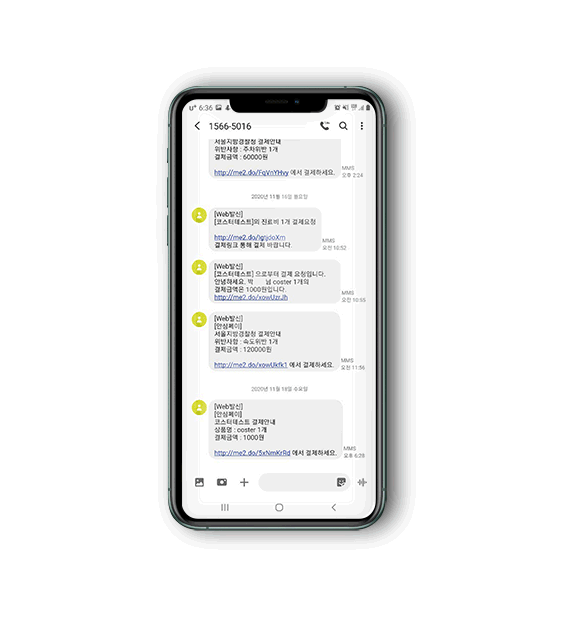 6:36
1566-5016
서울지방경찰청 결제안내
위반사항 : 주차위반 1개
결제금액 : 60000원
http://me2.do/FqVnYHvy 에서 결제하세요.
MMS
오후 2:24
2020년 11월 16일 월요일
[Web발신]
[코스터테스트]의 진료비 1개 결제요청
결제링크 통해 결처 바랍니다.
MMS
오전 10:52
[Web발신]
[코스터테스트] 으로부터 결제 요청입니다.
안녕하세요. 박 님 coster 1개의
결제금액은 1000원입니다.
http://me2.do/xowUzrJh
MMS
오전 10:55
[Web발신]
[안심페이]
서울지방경찰청 결제안내
위반사항 : 속도위반 1개
결제금액 : 120000원
http://me2.do/xowUkfk1 에서 결제하세요.
MMS
오전 11:56
2020년 11월 18일 수요일
[Web발신]
[안심페이]
코스터테스트 결제안내
상품명 : coster 1개
결제금액 : 1000원
http://me2.do/5xNmKrRd 에서 결제하세요.
MMS
오후 6:28